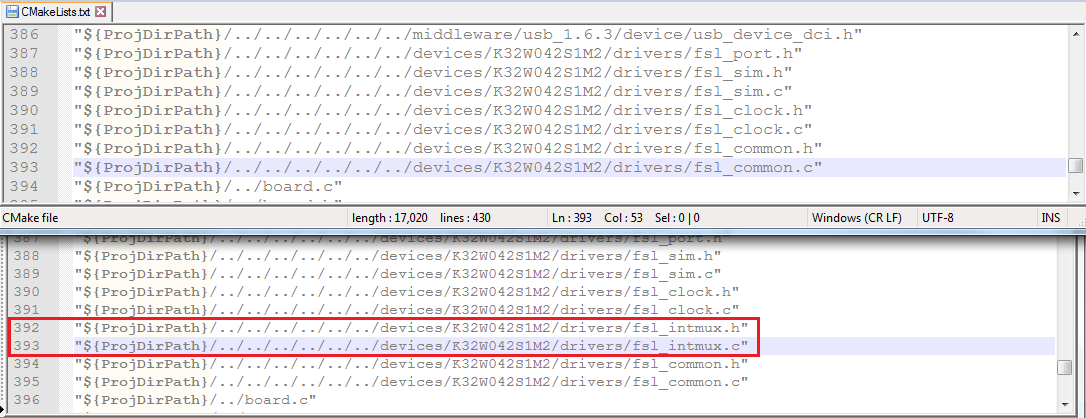 CMakeLists.txt
386 "${ProjDirPath}/../../../../../../middleware/usb_1.6.3/device/usb_device_dci.h"
387 "${ProjDirPath}/../../../../../../devices/K32W042S1M2/drivers/fsl_port.h"
388 "${ProjDirPath}/../../../../../../devices/K32W042S1M2/drivers/fsl_sim.h"
389 "${ProjDirPath}/../../../../../../devices/K32W042S1M2/drivers/fsl_sim.c"
390 "${ProjDirPath}/../../../../../../devices/K32W042S1M2/drivers/fsl_clock.h"
391 "${ProjDirPath}/../../../../../../devices/K32W042S1M2/drivers/fsl_clock.c"
392 "${ProjDirPath}/../../../../../../devices/K32W042S1M2/drivers/fsl_common.h"
393 "${ProjDirPath}/../../../../../../devices/K32W042S1M2/drivers/fsl_common.c"
394 "${ProjDirPath}/../board.c"
CMake file length : 17,020 lines : 430 Ln : 393 Col : 53 Sel : 0 | 0 Windows (CR LF) UTF-8 INS
387 "${ProjDirPath}/../../../../../../devices/K32W042S1M2/drivers/fsl_port.h"
388 "${ProjDirPath}/../../../../../../devices/K32W042S1M2/drivers/fsl_sim.h"
389 "${ProjDirPath}/../../../../../../devices/K32W042S1M2/drivers/fsl_sim.c"
390 "${ProjDirPath}/../../../../../../devices/K32W042S1M2/drivers/fsl_clock.h"
391 "${ProjDirPath}/../../../../../../devices/K32W042S1M2/drivers/fsl_clock.c"
392 "${ProjDirPath}/../../../../../../devices/K32W042S1M2/drivers/fsl_intmux.h"
393 "${ProjDirPath}/../../../../../../devices/K32W042S1M2/drivers/fsl_intmux.c"
394 "${ProjDirPath}/../../../../../../devices/K32W042S1M2/drivers/fsl_common.h"
395 "${ProjDirPath}/../../../../../../devices/K32W042S1M2/drivers/fsl_common.c"
396 "${ProjDirPath}/../board.c"